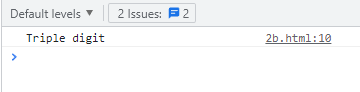 Default levels ▼ 2 Issues: 2
Triple digit 2b.html:10
>